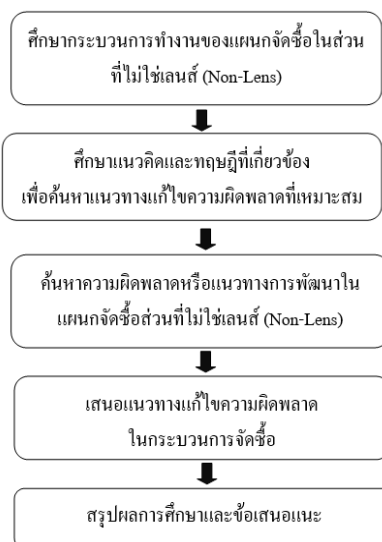 ศึกษากระบวนการทำงานของแผนกจัดซื้อในส่วน
ที่ไม่ใช่เลนส์ (Non-Lens)
ศึกษาแนวคิดและทฤษฎีที่เกี่ยวข้อง
เพื่อค้นหาแนวทางแก้ไขความผิดพลาดที่เหมาะสม
ค้นหาความผิดพลาดหรือแนวทางการพัฒนาใน
แผนกจัดซื้อส่วนที่ไม่ใช่เลนส์ (Non-Lens)
เสนอแนวทางแก้ไขความผิดพลาด
ในกระบวนการจัดซื้อ
สรุปผลการศึกษาและข้อเสนอแนะ